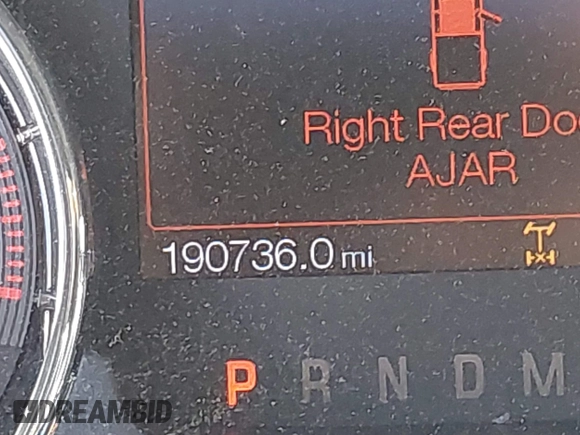 Right Rear Doo
AJAR
190736.0 mi
P R N D M
DREAMBID